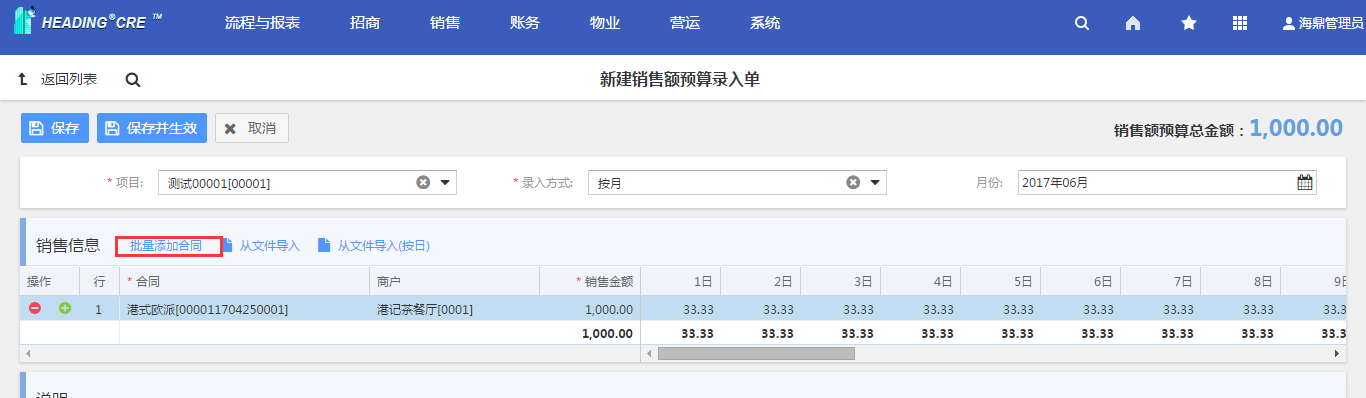 HEADING®CRE ™ 流程与报表 招商 销售 账务 物业 营运 系统 海鼎管理员
返回列表 新建销售额预算录入单
保存 保存并生效 取消 销售额预算总金额：1,000.00
* 项目: 测试00001[00001] * 录入方式: 按月 月份: 2017年06月
销售信息 批量添加合同 从文件导入 从文件导入(按日)
操作 行 * 合同 商户 * 销售金额 1日 2日 3日 4日 5日 6日 7日 8日 9日
1 港式欧派[000011704250001] 港记茶餐厅[0001] 1,000.00 33.33 33.33 33.33 33.33 33.33 33.33 33.33 33.33 33.3
1,000.00 33.33 33.33 33.33 33.33 33.33 33.33 33.33 33.33 33.3
说明